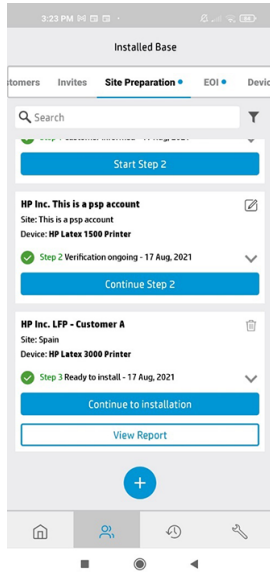 3:23 PM
Installed Base
tomers Invites Site Preparation EOI Devic
Search
Start Step 2
HP Inc. This is a psp account
Site: This is a psp account
Device: HP Latex 1500 Printer
Step 2 Verification ongoing - 17 Aug, 2021
Continue Step 2
HP Inc. LFP - Customer A
Site: Spain
Device: HP Latex 3000 Printer
Step 3 Ready to install - 17 Aug, 2021
Continue to installation
View Report